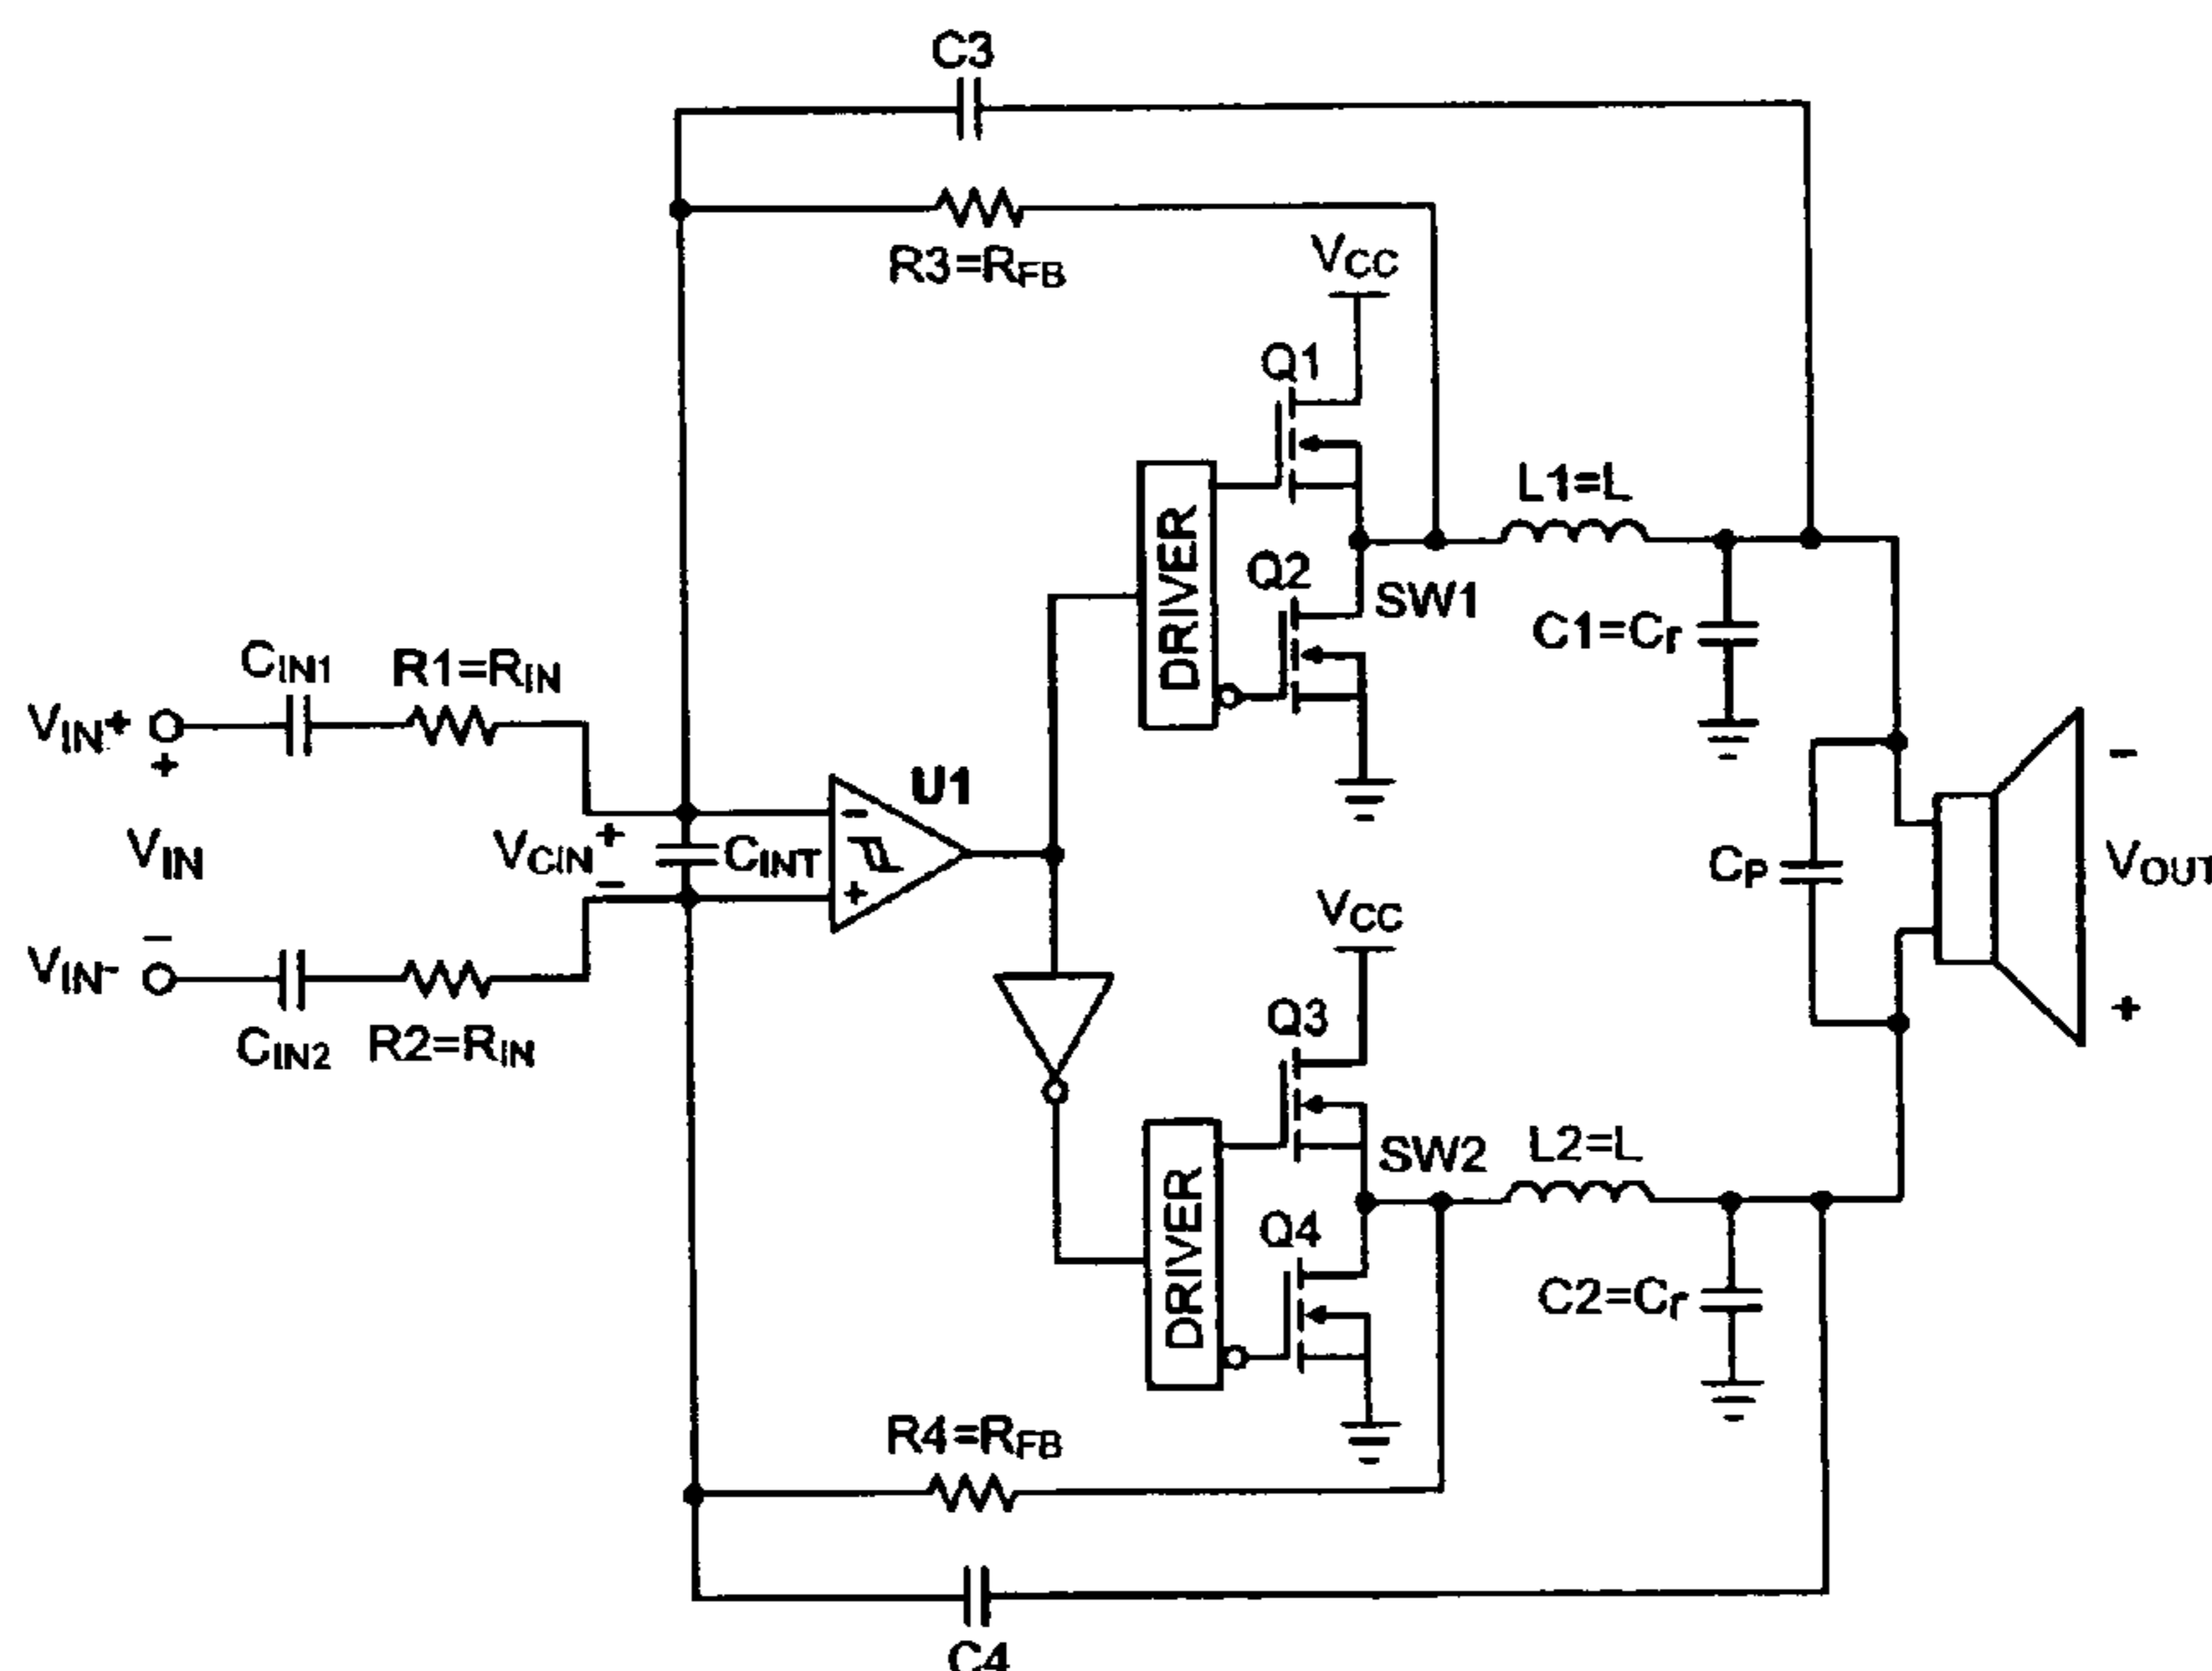 C3
R3=RFB
VCC
Q1
DRIVER
L1=L
Q2
SW1
C1=Cr
CIN1
R1=RIN
VIN+
+
U1
-
+
VIN
VCIN
CINT
-
+
-
VOUT
CP
VCC
-
VIN-
CIN2
R2=RIN
Q3
+
SW2
L2=L
DRIVER
Q4
C2=Cr
R4=RFB
C4